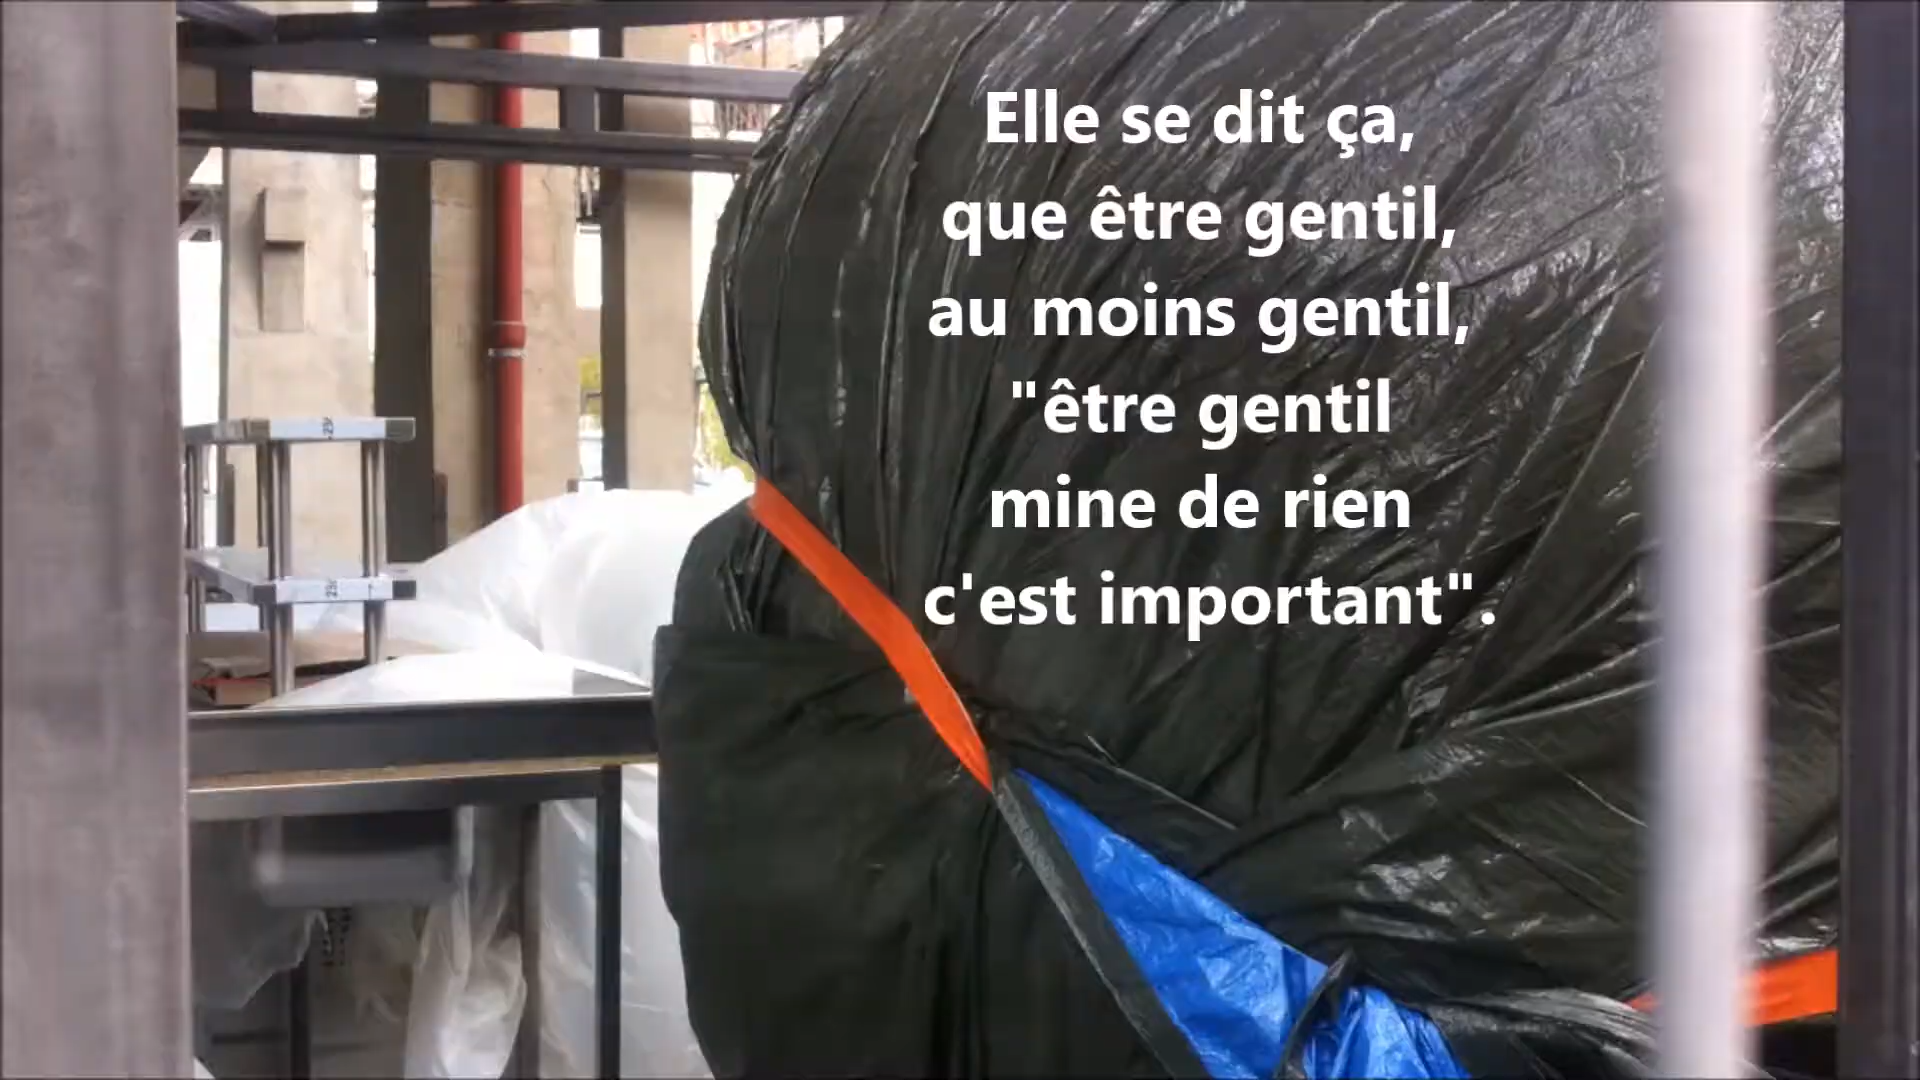 Elle se dit ça,
que être gentil,
au moins gentil,
"être gentil
mine de rien
c'est important".